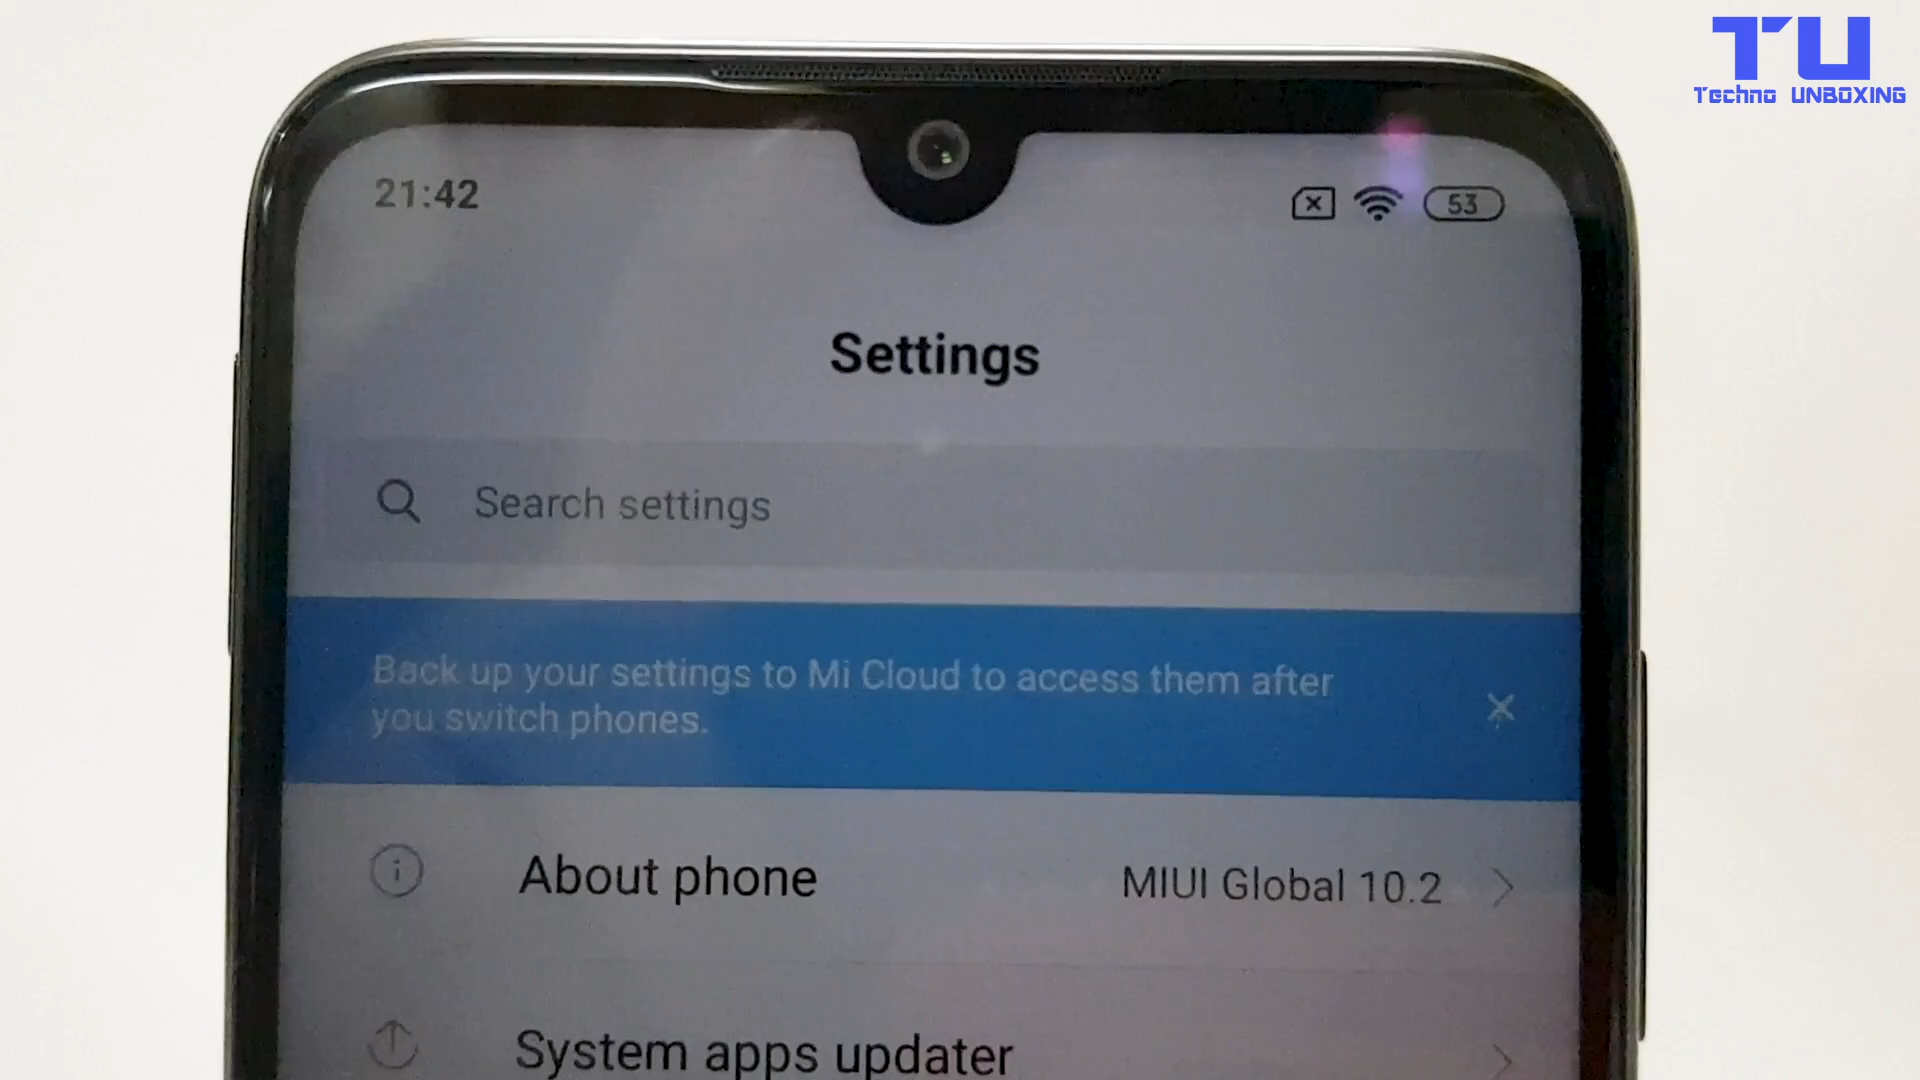 TU
Techno UNBOXING
21:42
53
Settings
Search settings
Back up your settings to Mi Cloud to access them after
you switch phones.
About phone
MIUI Global 10.2
System apps updater